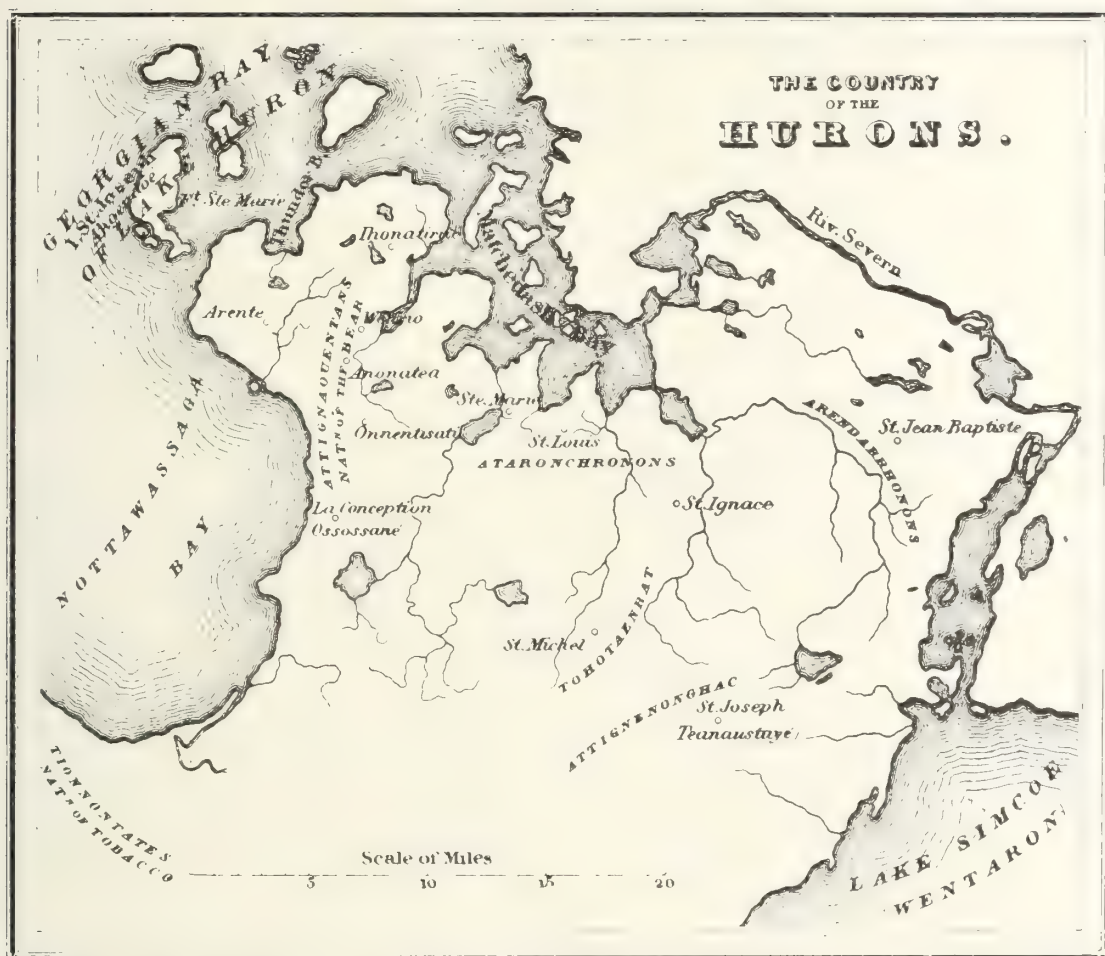 THE COUNTRY
OF THE
HURONS.
GEORGIAN BAY
OF LAKE HURON
I. St. Joseph
Ahoendoe
Ft. Ste Marie
Thunder B.
Ihonatiria
Matchedash Bay
Riv. Severn
Arente
ATTIGNAOUENTANS
NATN. OF THE BEAR
Anonatea
Ste. Marie
Onnentisati
St. Louis
ATARONCHRONONS
ARENDARRHONONS
St. Jean Baptiste
La Conception
Ossossané
St. Ignace
NOTTAWASSAGA
BAY
St. Michel
TOHOTAENRAT
ATTIGNENONGHAC
St. Joseph
Teanaustayé
TIONNONTATES
NATN. OF TOBACCO
LAKE SIMCOE
WENTARON
Scale of Miles
5 10 15 20